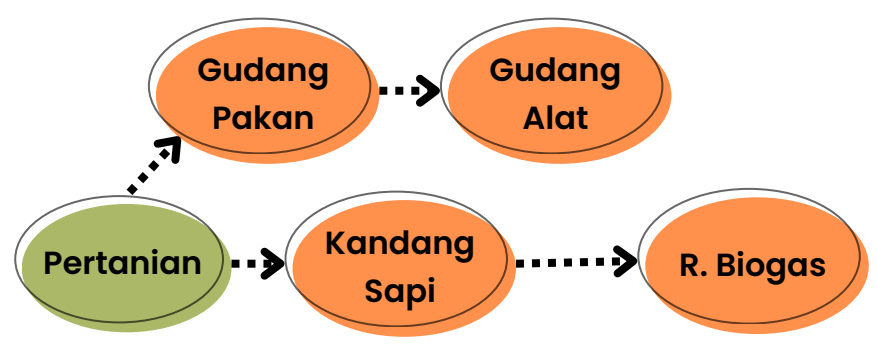 Gudang
Pakan
Gudang
Alat
Pertanian
Kandang
Sapi
R. Biogas